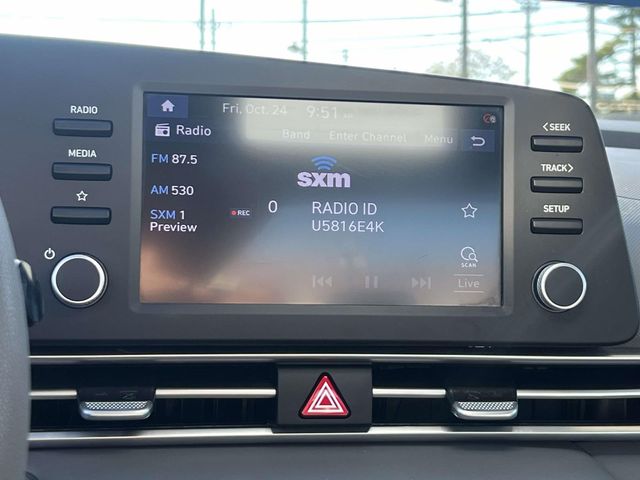 RADIO
MEDIA
Fri, Oct. 24 9:51 AM
Radio
Band Enter Channel Menu
FM 87.5
AM 530
SXM 1
Preview
REC
0
sxm
RADIO ID
U5816E4K
SCAN
Live
<SEEK
TRACK>
SETUP